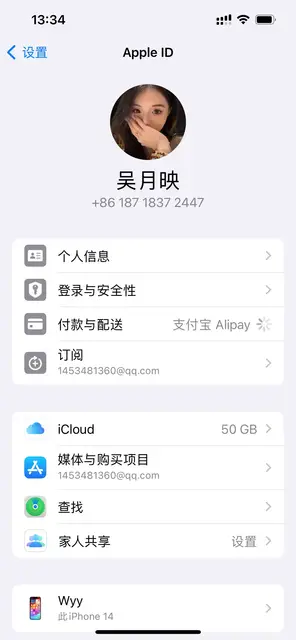 13:34
设置
Apple ID
吴月映
+86 187 1837 2447
个人信息
登录与安全性
付款与配送 支付宝 Alipay
订阅
1453481360@qq.com
iCloud 50 GB
媒体与购买项目
1453481360@qq.com
查找
家人共享 设置
Wyy
此iPhone 14